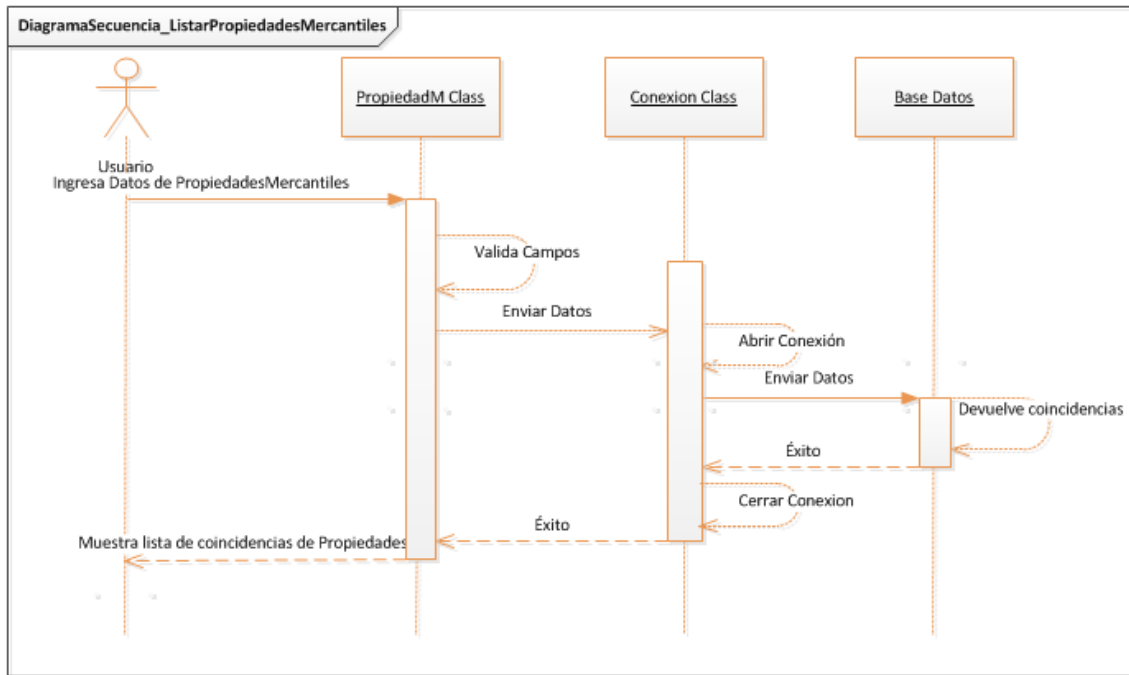 DiagramaSecuencia_ListarPropiedadesMercantiles
PropiedadM Class
Conexion Class
Base Datos
Usuario
Ingresa Datos de PropiedadesMercantiles
Valida Campos
Enviar Datos
Abrir Conexión
Enviar Datos
Devuelve coincidencias
Éxito
Cerrar Conexion
Éxito
Muestra lista de coincidencias de Propiedades